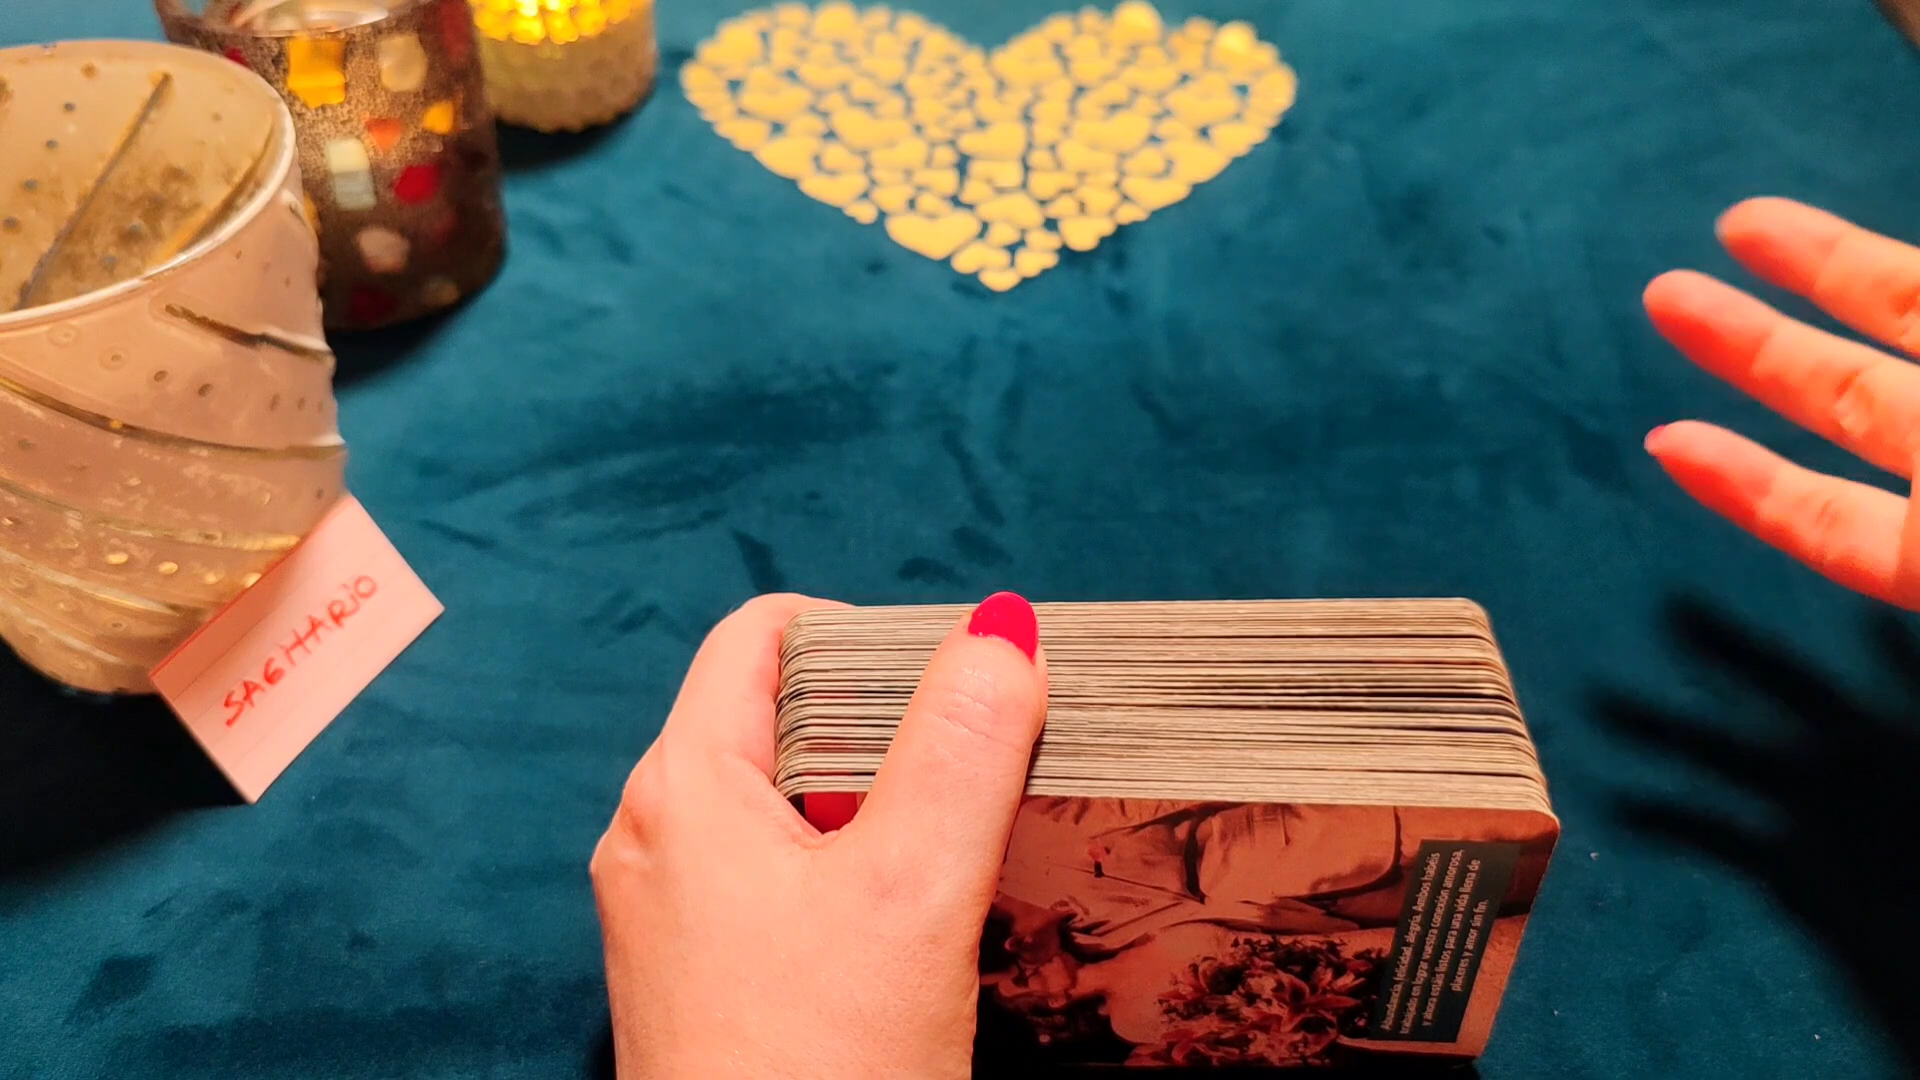 SAGITARIO
Abundancia, felicidad, alegría. Ambos habéis
trabajado en lograr vuestra conexión amorosa,
y ahora estáis listos para una vida llena de
placeres y amor sin fin.